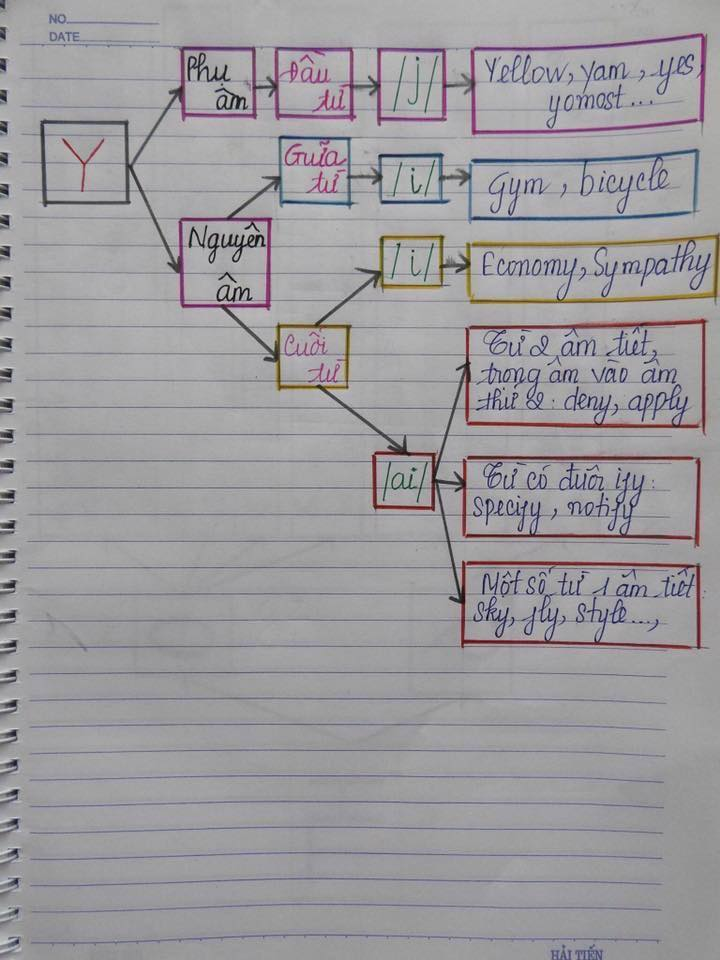 NO.
DATE
Phụ
âm
Đầu
từ
/j/
Yellow, yam, yes,
yomost...
Y
Giữa
từ
/i/
Gym, bicycle
Nguyên
âm
/i/
Economy, Sympathy
Cuối
từ
Từ 2 âm tiết,
trọng âm vào âm
thứ 2: deny, apply
/ai/
Từ có đuôi ify:
specify, notify
Một số từ 1 âm tiết:
sky, fly, style...,
HẢI TIẾN